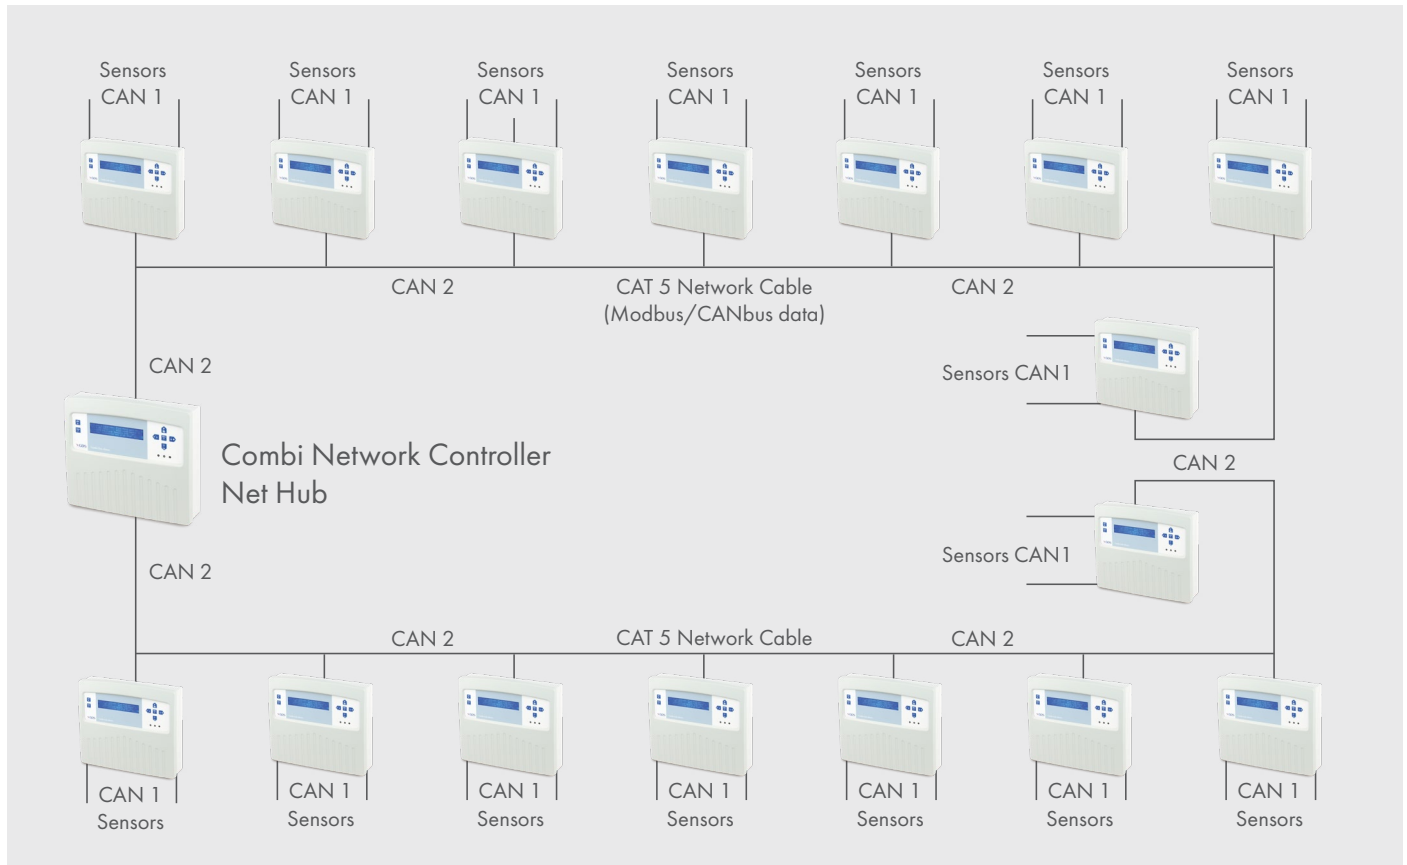 Sensors
CAN 1
Sensors
CAN 1
Sensors
CAN 1
Sensors
CAN 1
Sensors
CAN 1
Sensors
CAN 1
Sensors
CAN 1
CAN 2
CAT 5 Network Cable
(Modbus/CANbus data)
CAN 2
CAN 2
Sensors CAN1
Combi Network Controller
Net Hub
CAN 2
Sensors CAN1
CAN 2
CAN 2
CAT 5 Network Cable
CAN 2
CAN 1
Sensors
CAN 1
Sensors
CAN 1
Sensors
CAN 1
Sensors
CAN 1
Sensors
CAN 1
Sensors
CAN 1
Sensors